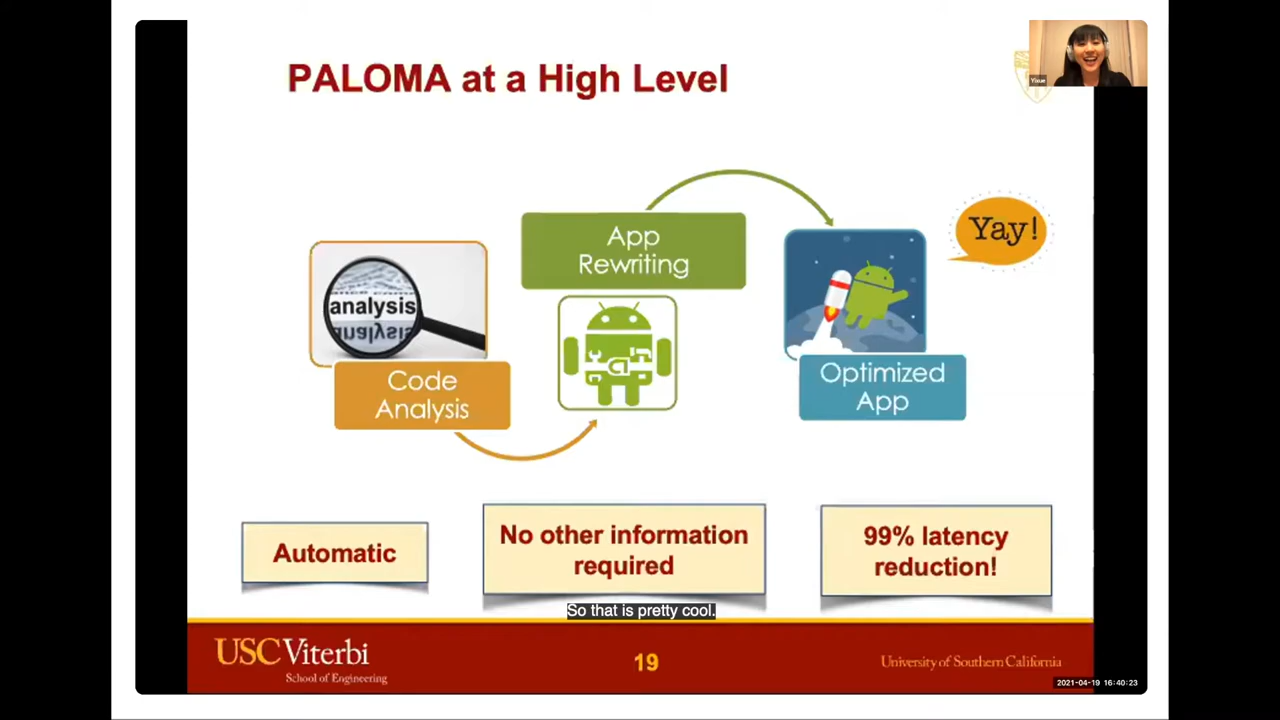 PALOMA at a High Level
Yixue
Yay!
App
Rewriting
analysis
analysis
Code
Analysis
Optimized
App
Automatic
No other information
required
99% latency
reduction!
So that is pretty cool.
USC Viterbi
School of Engineering
19
University of Southern California
2021-04-19 16:40:23